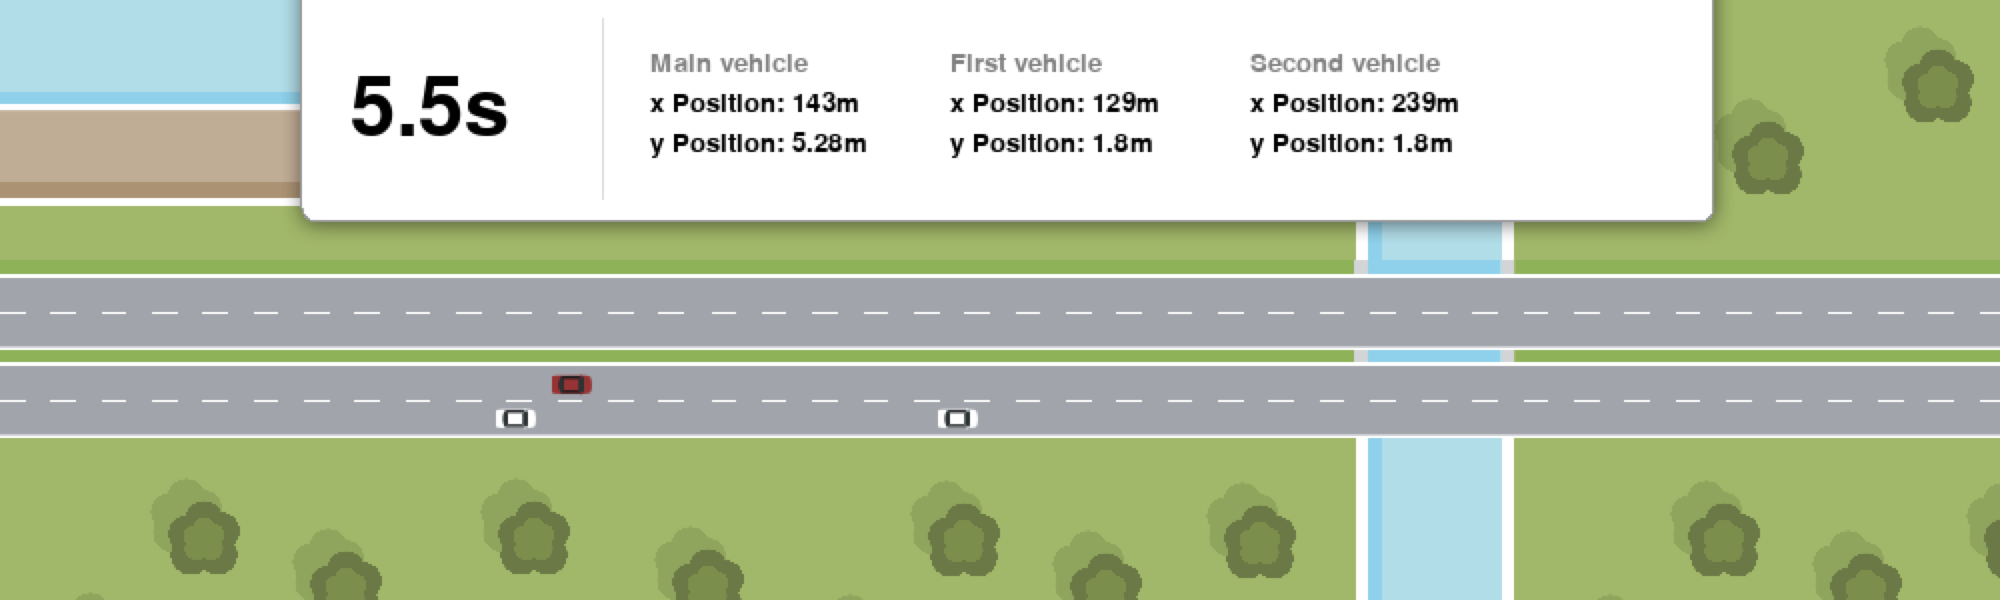 5.5s
Main vehicle
x Position: 143m
y Position: 5.28m
First vehicle
x Position: 129m
y Position: 1.8m
Second vehicle
x Position: 239m
y Position: 1.8m